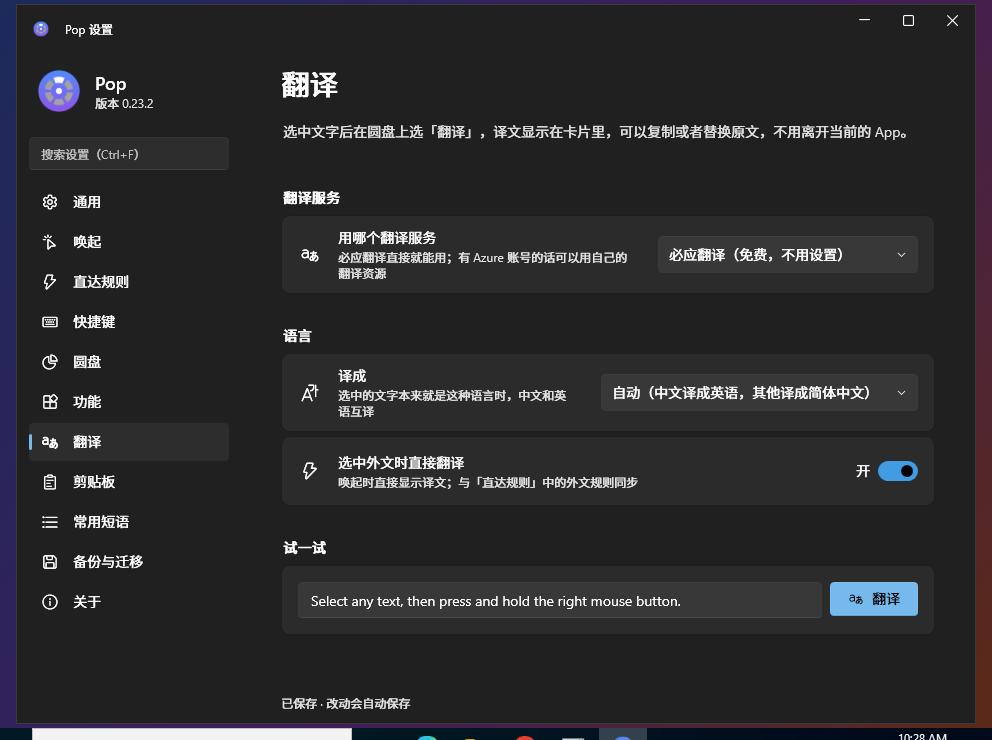 Pop 设置
Pop
版本 0.23.2
搜索设置（Ctrl+F）
通用
唤起
直达规则
快捷键
圆盘
功能
翻译
剪贴板
常用短语
备份与迁移
关于
翻译
选中文字后在圆盘上选「翻译」，译文显示在卡片里，可以复制或者替换原文，不用离开当前的 App。
翻译服务
用哪个翻译服务
必应翻译直接就能用；有 Azure 账号的话可以用自己的
翻译资源
必应翻译（免费，不用设置）
语言
译成
选中的文字本来就是这种语言时，中文和英
语互译
自动（中文译成英语，其他译成简体中文）
选中外文时直接翻译
唤起时直接显示译文；与「直达规则」中的外文规则同步
开
试一试
Select any text, then press and hold the right mouse button.
翻译
已保存 · 改动会自动保存
10:28 AM